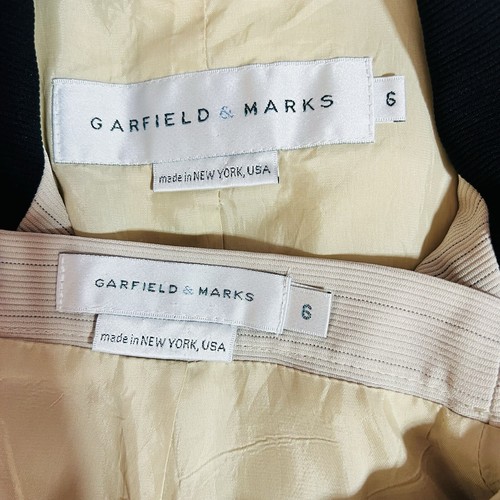 GARFIELD & MARKS
6
made in NEW YORK, USA
GARFIELD & MARKS
6
made in NEW YORK, USA